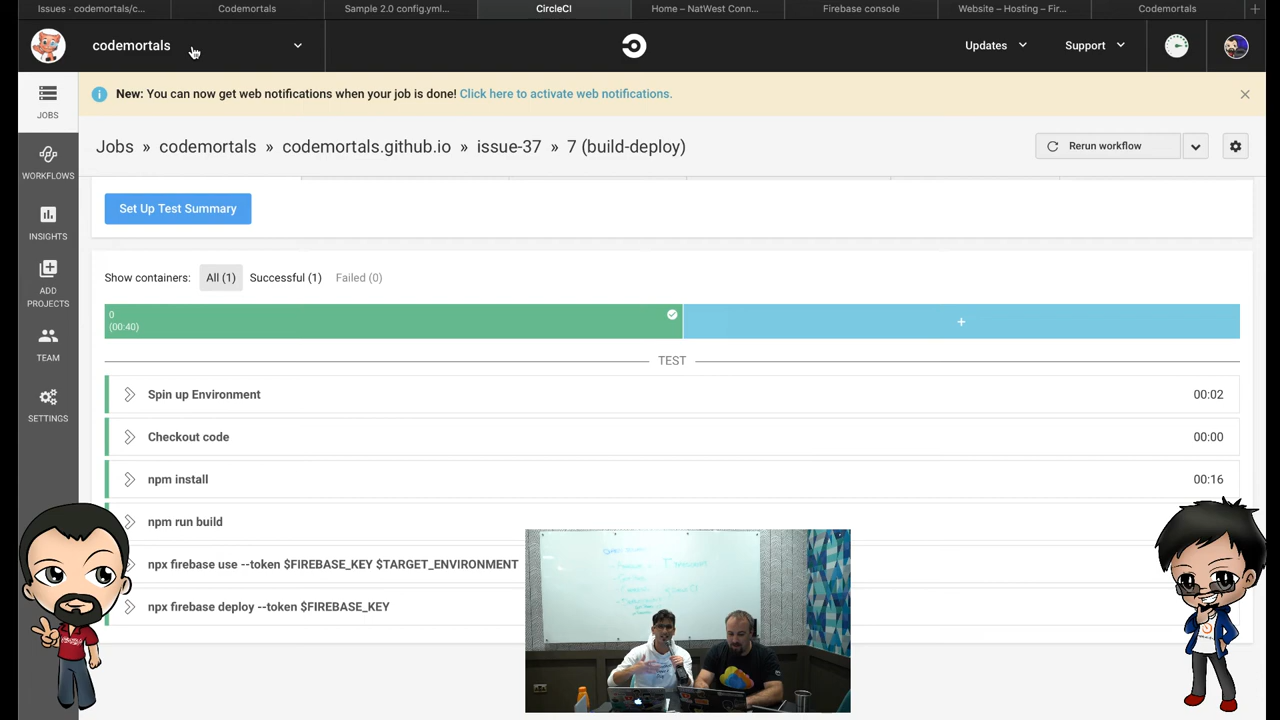 Issues · codemortals/c...
Codemortals
Sample 2.0 config.yml...
CircleCI
Home – NatWest Conn...
Firebase console
Website – Hosting – Fir...
Codemortals
codemortals
Updates
Support
New: You can now get web notifications when your job is done! Click here to activate web notifications.
JOBS
Jobs » codemortals » codemortals.github.io » issue-37 » 7 (build-deploy)
Rerun workflow
WORKFLOWS
Set Up Test Summary
INSIGHTS
Show containers: All (1) Successful (1) Failed (0)
ADD
PROJECTS
0
(00:40)
+
TEAM
TEST
Spin up Environment 00:02
SETTINGS
Checkout code 00:00
npm install 00:16
npm run build
npx firebase use --token $FIREBASE_KEY $TARGET_ENVIRONMENT
npx firebase deploy --token $FIREBASE_KEY